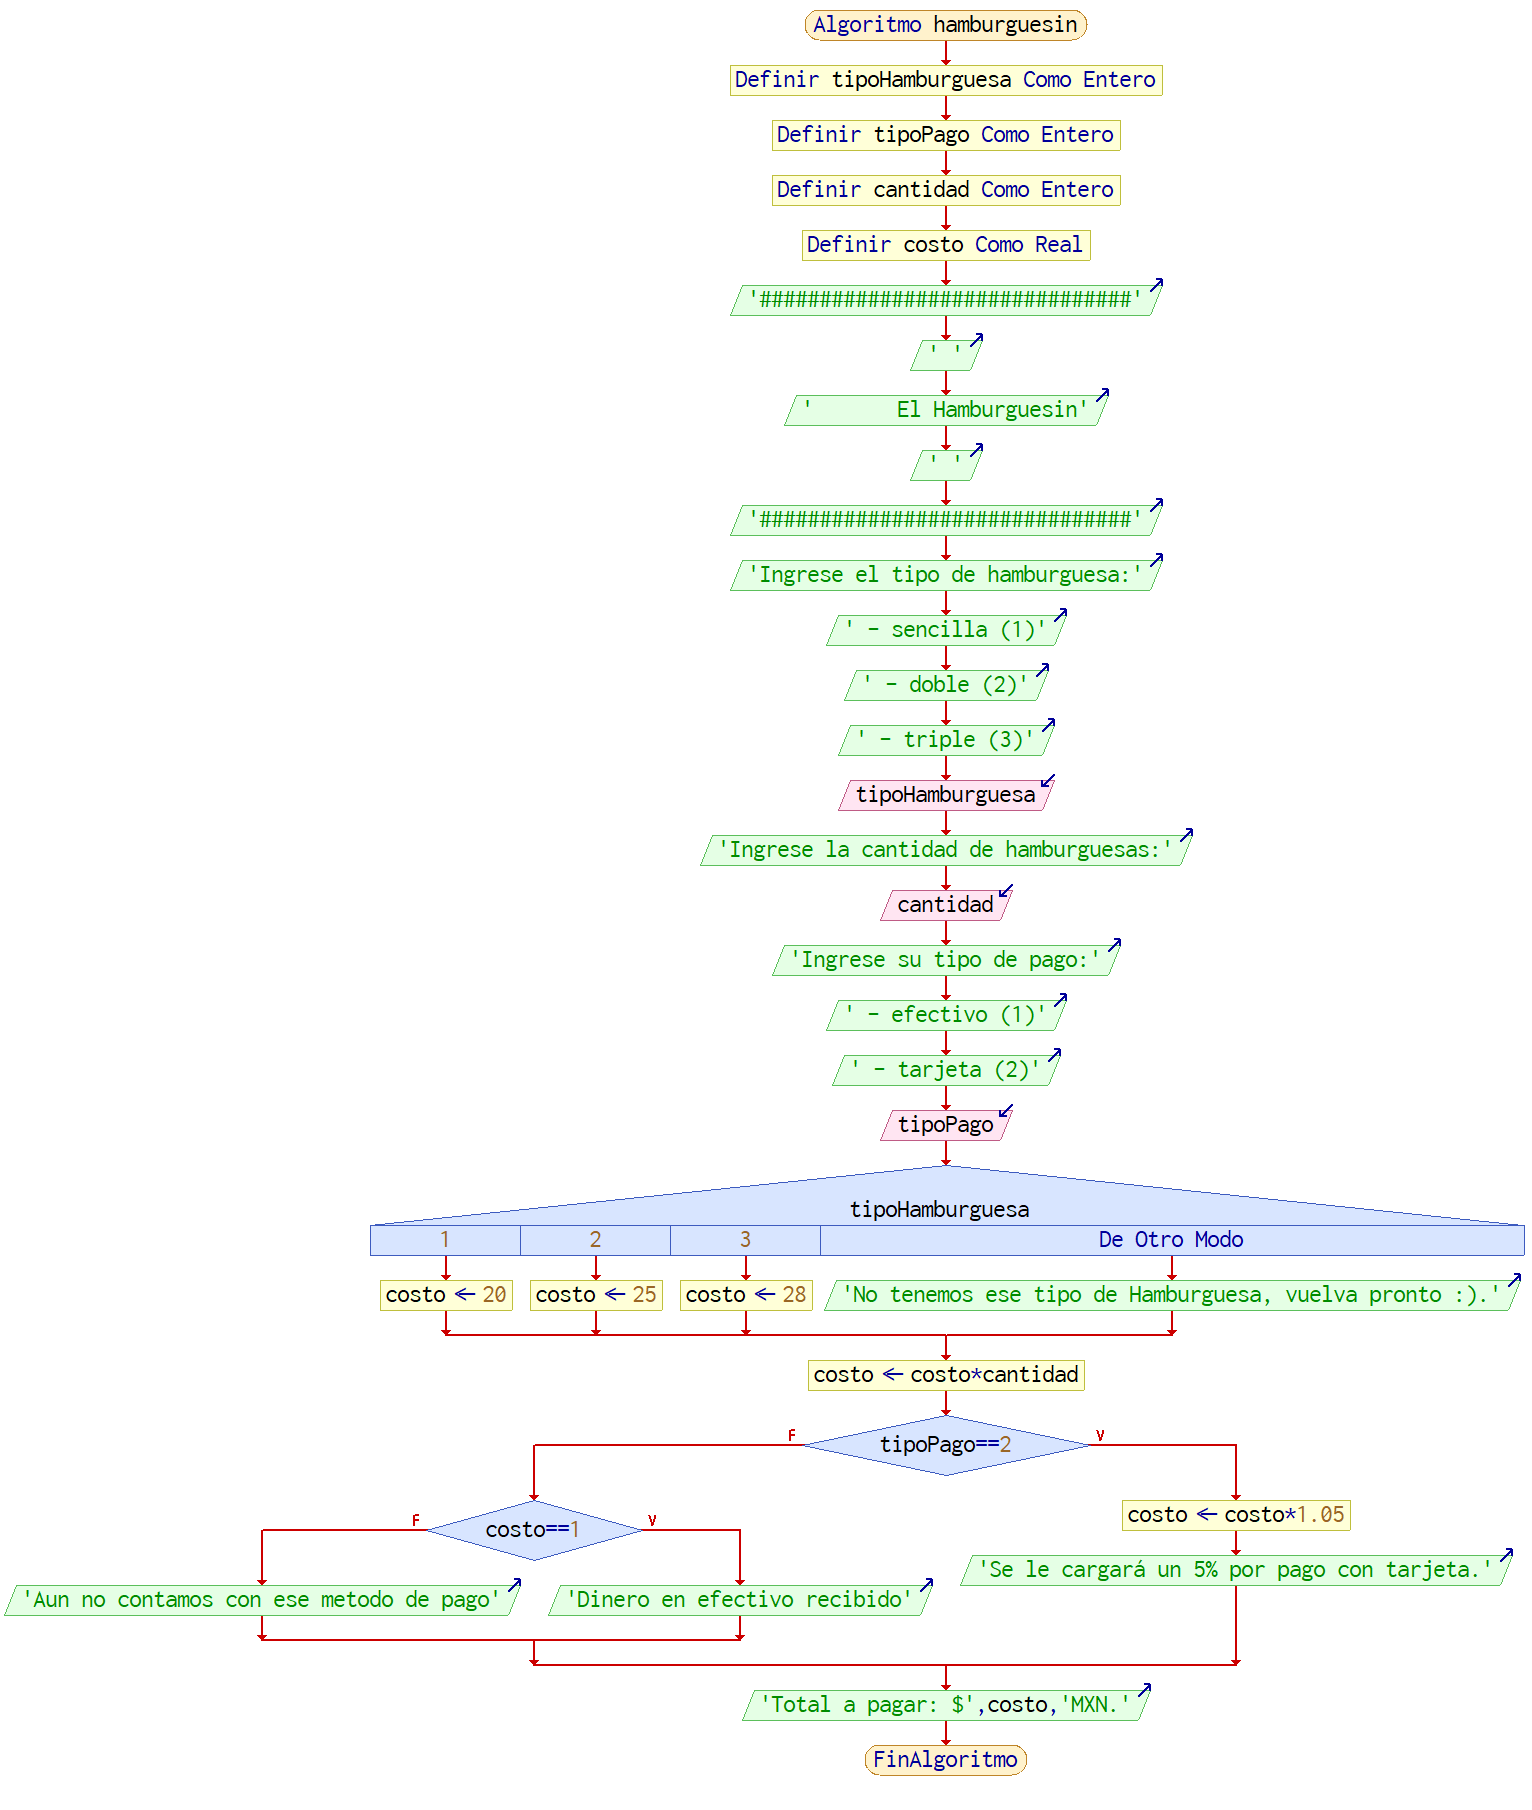 Algoritmo hamburguesin
Definir tipoHamburguesa Como Entero
Definir tipoPago Como Entero
Definir cantidad Como Entero
Definir costo Como Real
'###############################'
' '
'       El Hamburguesin'
' '
'###############################'
'Ingrese el tipo de hamburguesa:'
' - sencilla (1)'
' - doble (2)'
' - triple (3)'
tipoHamburguesa
'Ingrese la cantidad de hamburguesas:'
cantidad
'Ingrese su tipo de pago:'
' - efectivo (1)'
' - tarjeta (2)'
tipoPago
tipoHamburguesa
1 2 3 De Otro Modo
costo ← 20 costo ← 25 costo ← 28 'No tenemos ese tipo de Hamburguesa, vuelva pronto :).'
costo ← costo*cantidad
F tipoPago==2 V
F costo==1 V
costo ← costo*1.05
'Se le cargará un 5% por pago con tarjeta.'
'Aun no contamos con ese metodo de pago' 'Dinero en efectivo recibido'
'Total a pagar: $',costo,'MXN.'
FinAlgoritmo